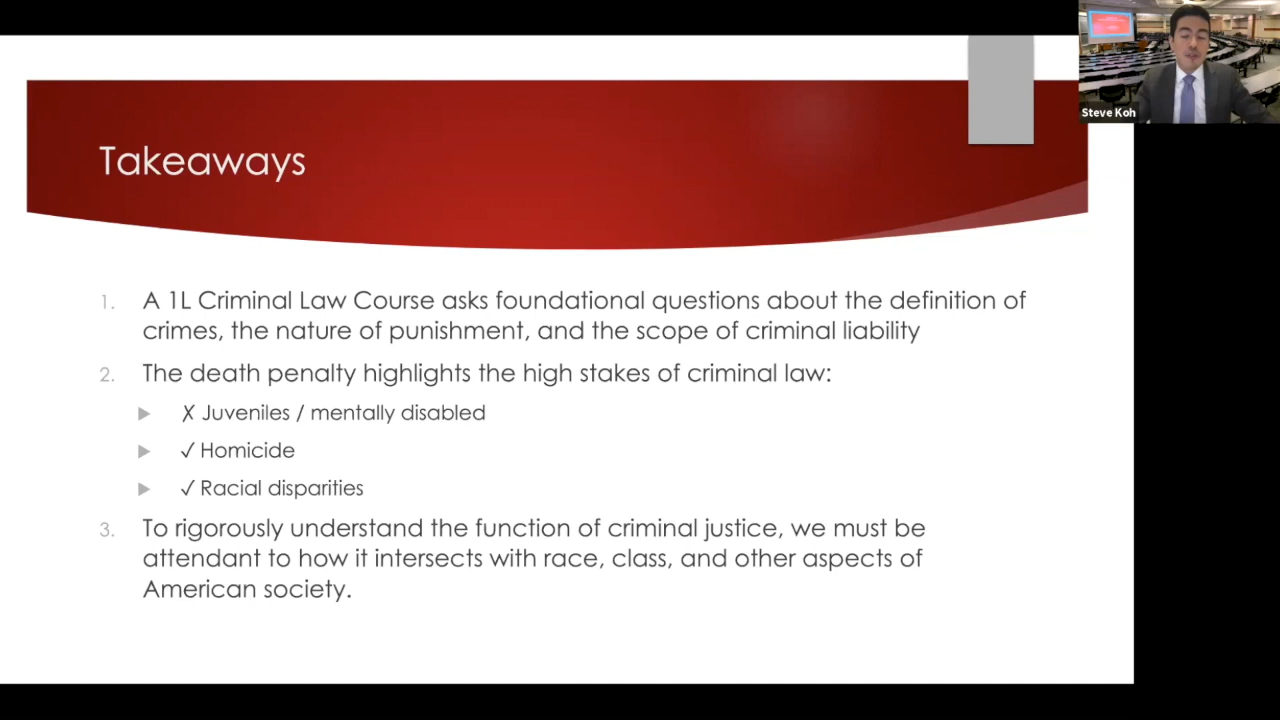 Takeaways
Steve Koh
1. A 1L Criminal Law Course asks foundational questions about the definition of
crimes, the nature of punishment, and the scope of criminal liability
2. The death penalty highlights the high stakes of criminal law:
✗ Juveniles / mentally disabled
✓ Homicide
✓ Racial disparities
3. To rigorously understand the function of criminal justice, we must be
attendant to how it intersects with race, class, and other aspects of
American society.